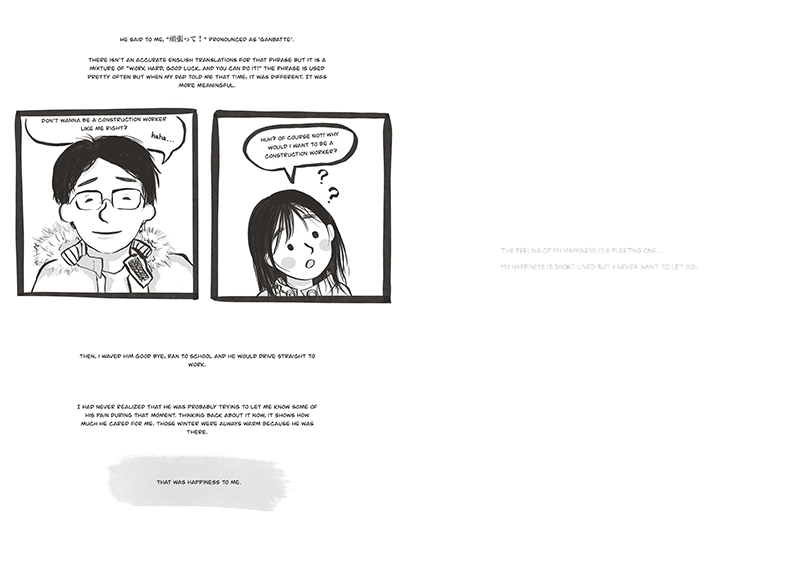 HE SAID TO ME, "頑張って！" PRONOUNCED AS 'GANBATTE'.
THERE ISN'T AN ACCURATE ENGLISH TRANSLATIONS FOR THAT PHRASE BUT IT IS A
MIXTURE OF "WORK HARD, GOOD LUCK, AND YOU CAN DO IT!" THE PHRASE IS USED
PRETTY OFTEN BUT WHEN MY DAD TOLD ME THAT TIME, IT WAS DIFFERENT. IT WAS
MORE MEANINGFUL.
DON'T WANNA BE A CONSTRUCTION WORKER
LIKE ME RIGHT?
haha...
HUH? OF COURSE NOT! WHY
WOULD I WANT TO BE A
CONSTRUCTION WORKER?
? ?
?
THEN, I WAVED HIM GOOD BYE, RAN TO SCHOOL AND HE WOULD DRIVE STRAIGHT TO
WORK.
I HAD NEVER REALIZED THAT HE WAS PROBABLY TRYING TO LET ME KNOW SOME OF
HIS PAIN DURING THAT MOMENT. THINKING BACK ABOUT IT NOW, IT SHOWS HOW
MUCH HE CARED FOR ME. THOSE WINTER WERE ALWAYS WARM BECAUSE HE WAS
THERE.
THAT WAS HAPPINESS TO ME.
THE FEELING OF MY HAPPINESS IS A FLEETING ONE...
MY HAPPINESS IS SHORT LIVED BUT I NEVER WANT TO LET GO.